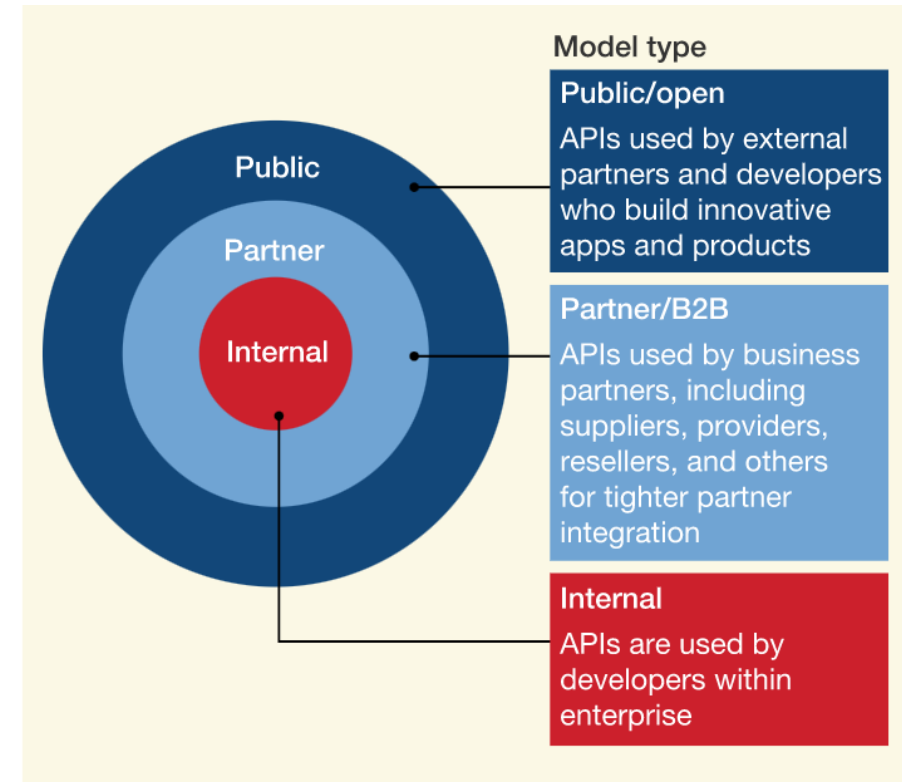 Model type
Public
Partner
Internal
Public/open
APIs used by external
partners and developers
who build innovative
apps and products
Partner/B2B
APIs used by business
partners, including
suppliers, providers,
resellers, and others
for tighter partner
integration
Internal
APIs are used by
developers within
enterprise